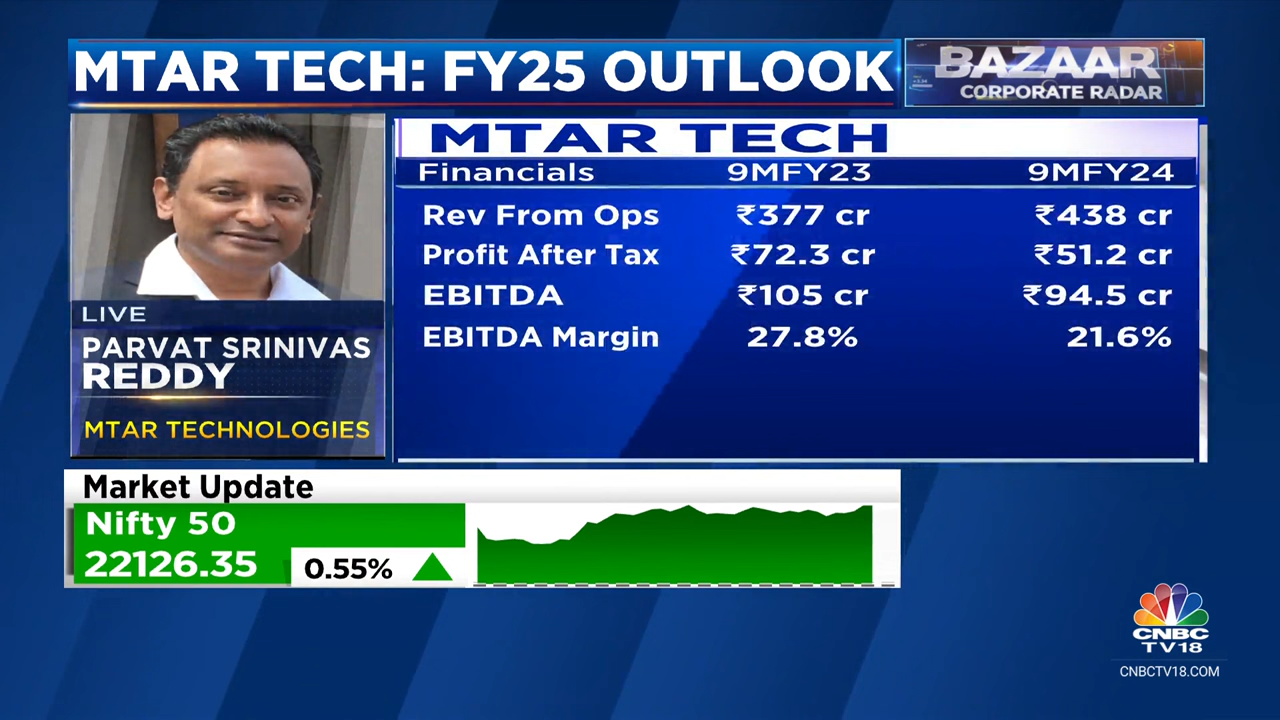 MTAR TECH: FY25 OUTLOOK
BAZAAR
CORPORATE RADAR
LIVE
PARVAT SRINIVAS
REDDY
MTAR TECHNOLOGIES
MTAR TECH
Financials 9MFY23 9MFY24
Rev From Ops ₹377 cr ₹438 cr
Profit After Tax ₹72.3 cr ₹51.2 cr
EBITDA ₹105 cr ₹94.5 cr
EBITDA Margin 27.8% 21.6%
Market Update
Nifty 50
22126.35 0.55%
CNBC
TV18
CNBCTV18.COM